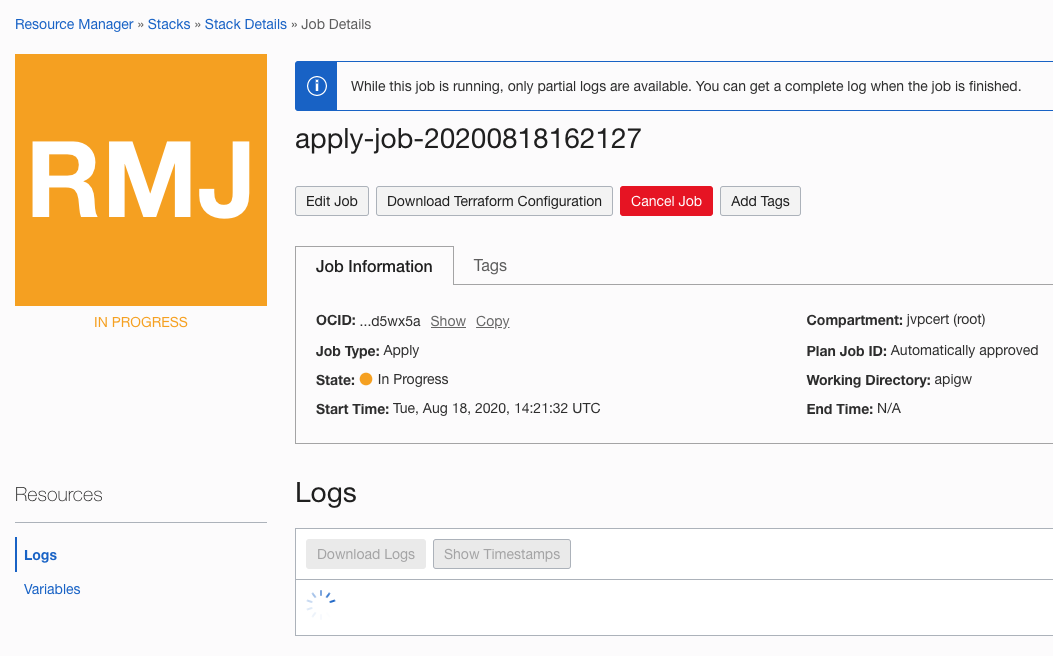 Resource Manager » Stacks » Stack Details » Job Details
RMJ
IN PROGRESS
While this job is running, only partial logs are available. You can get a complete log when the job is finished.
apply-job-20200818162127
Edit Job Download Terraform Configuration Cancel Job Add Tags
Job Information Tags
OCID: ...d5wx5a Show Copy
Compartment: jvpcert (root)
Job Type: Apply
Plan Job ID: Automatically approved
State: In Progress
Working Directory: apigw
Start Time: Tue, Aug 18, 2020, 14:21:32 UTC
End Time: N/A
Resources
Logs
Variables
Logs
Download Logs Show Timestamps